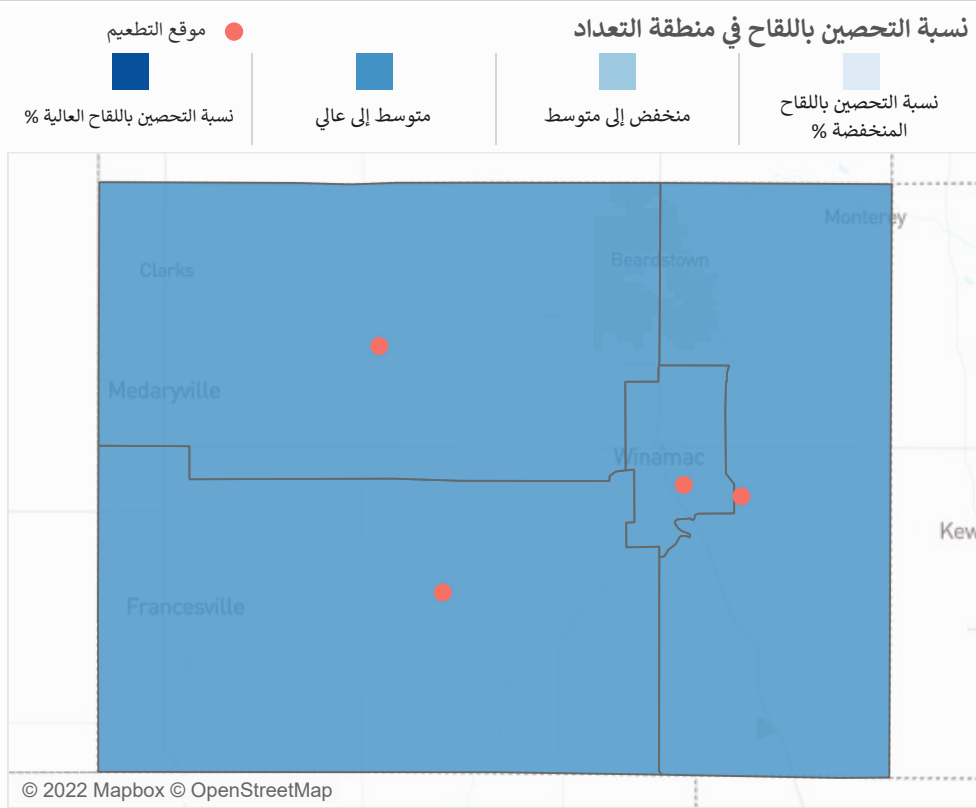 نسبة التحصين باللقاح في منطقة التعداد
موقع التطعيم
نسبة التحصين باللقاح
المنخفضة %
منخفض إلى متوسط
متوسط إلى عالي
نسبة التحصين باللقاح العالية %
Monterey
Beardstown
Clarks
Medaryville
Winamac
Kew
Francesville
© 2022 Mapbox © OpenStreetMap